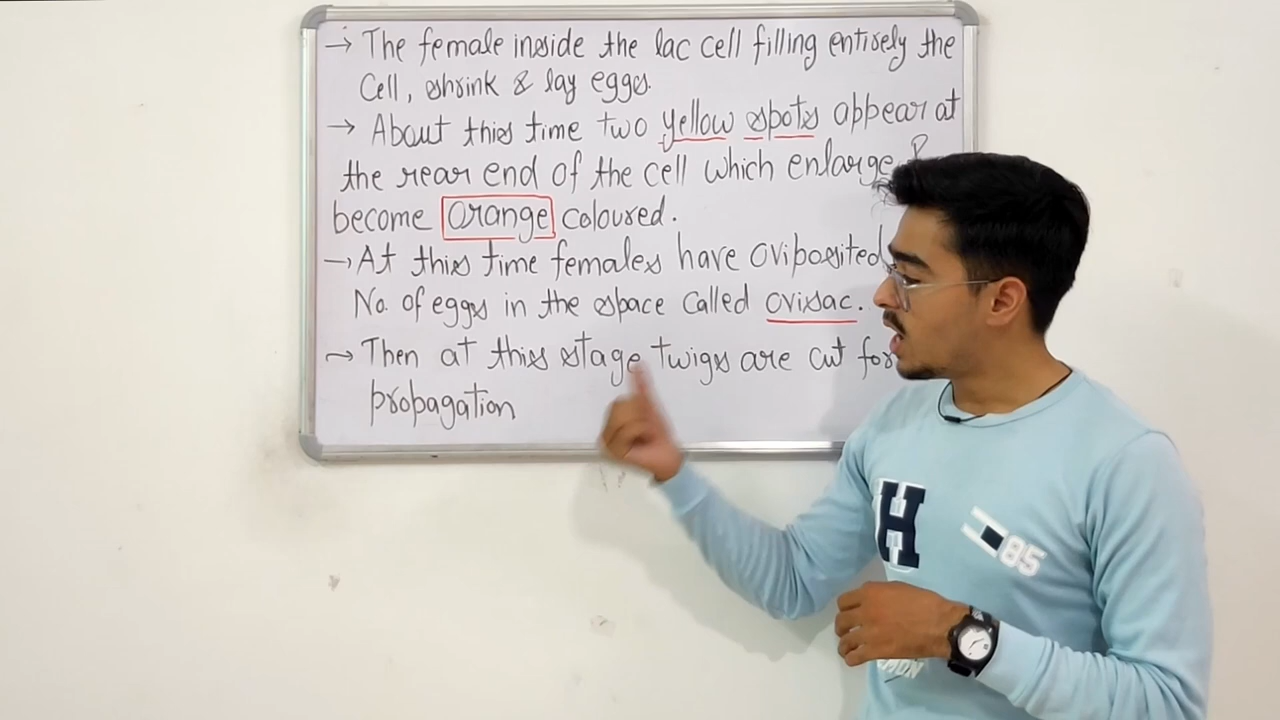 → The female inside the lac cell filling entirely the
Cell, shrink & lay eggs.
→ About this time two yellow spots appear at
the rear end of the cell which enlarge &
become orange coloured.
→ At this time females have oviposited
No. of eggs in the space called ovisac.
→ Then at this stage twigs are cut for
propagation
H
85